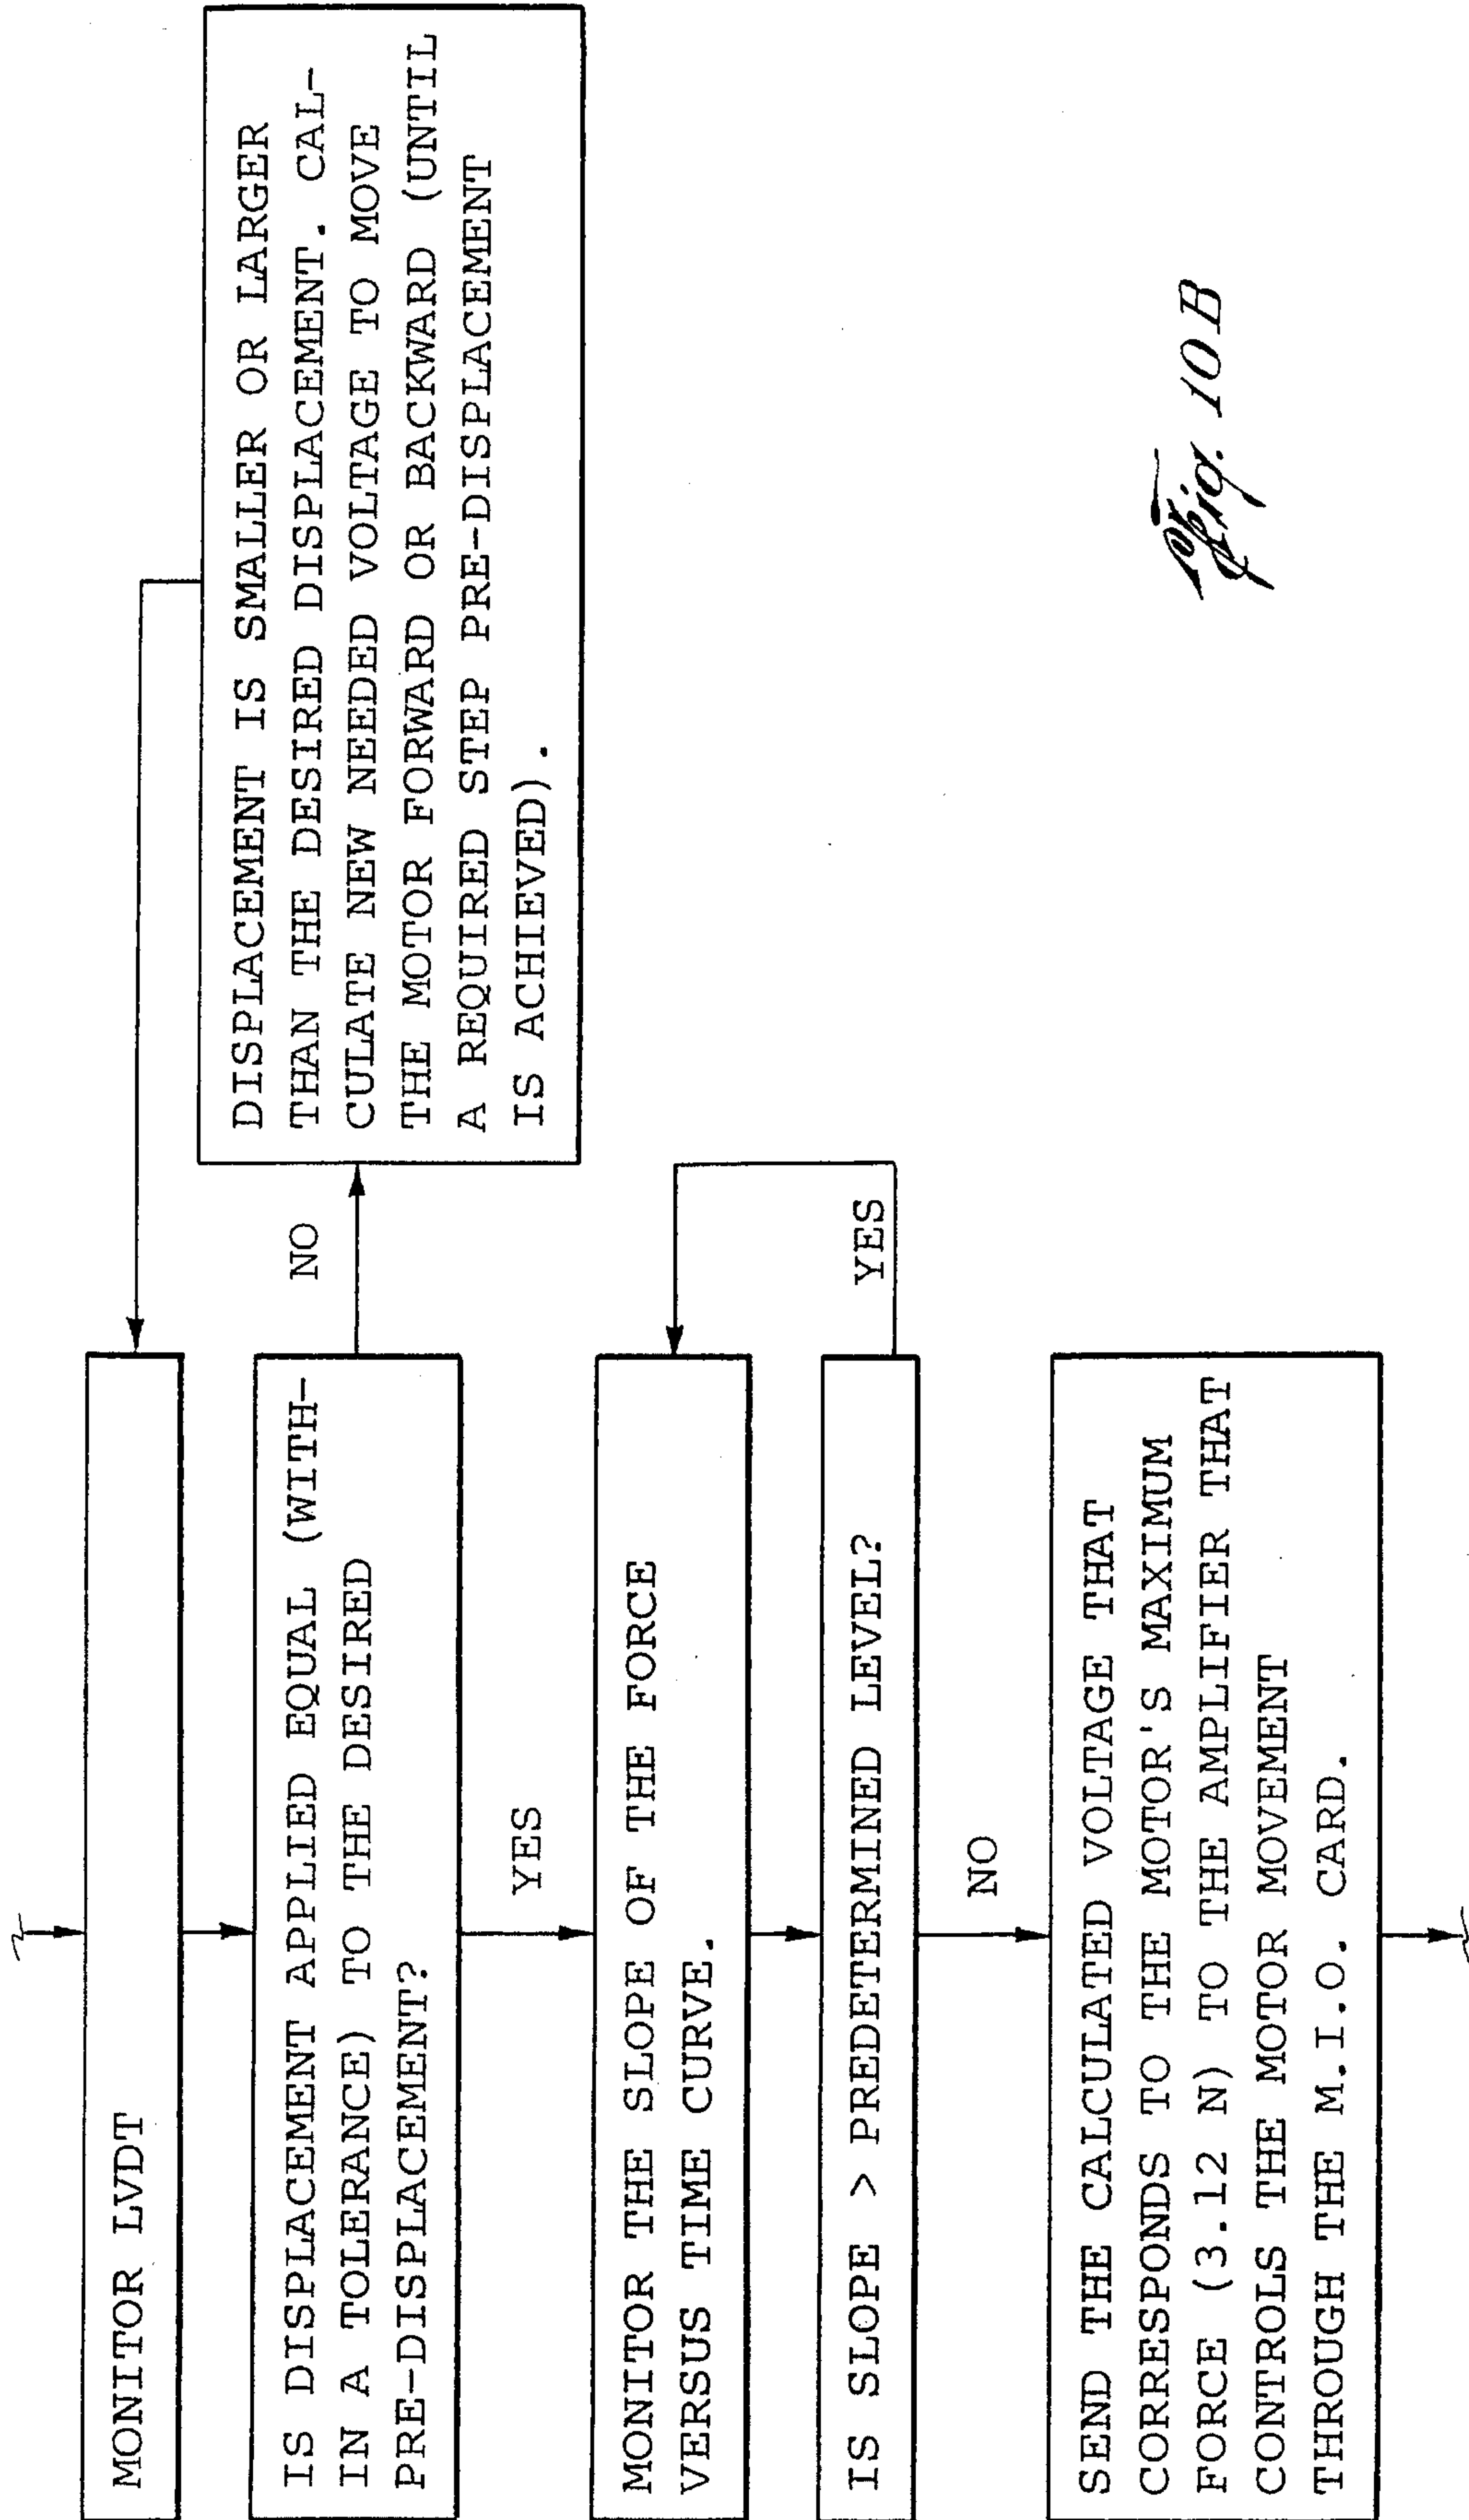 MONITOR LVDT
IS DISPLACEMENT APPLIED EQUAL (WITH-
IN A TOLERANCE) TO THE DESIRED
PRE-DISPLACEMENT?
NO
DISPLACEMENT IS SMALLER OR LARGER
THAN THE DESIRED DISPLACEMENT. CAL-
CULATE NEW NEEDED VOLTAGE TO MOVE
THE MOTOR FORWARD OR BACKWARD (UNTIL
A REQUIRED STEP PRE-DISPLACEMENT
IS ACHIEVED).
YES
MONITOR THE SLOPE OF THE FORCE
VERSUS TIME CURVE.
IS SLOPE > PREDETERMINED LEVEL?
YES
NO
SEND THE CALCULATED VOLTAGE THAT
CORRESPONDS TO THE MOTOR'S MAXIMUM
FORCE (3.12 N) TO THE AMPLIFIER THAT
CONTROLS THE MOTOR MOVEMENT
THROUGH THE M.I.O. CARD.
Fig. 10B